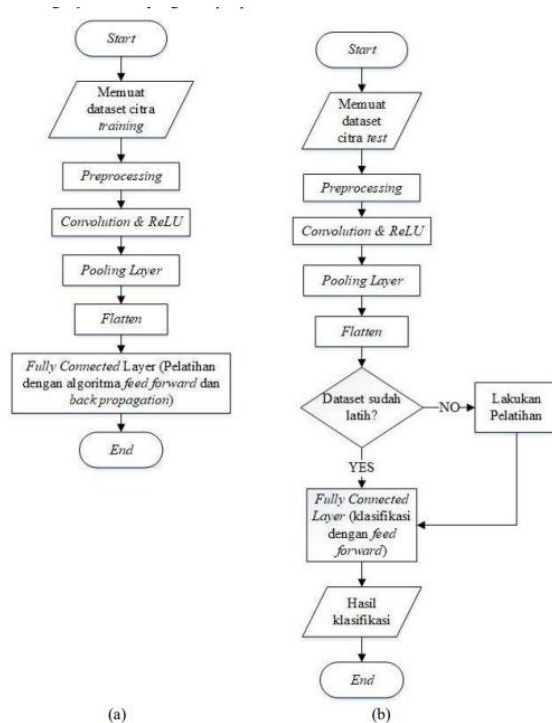 Start
Memuat
dataset citra
training
Preprocessing
Convolution & ReLU
Pooling Layer
Flatten
Fully Connected Layer (Pelatihan
dengan algoritma feed forward dan
back propagation)
End
(a)
Start
Memuat
dataset
citra test
Preprocessing
Convolution & ReLU
Pooling Layer
Flatten
Dataset sudah
latih?
NO
Lakukan
Pelatihan
YES
Fully Connected
Layer (klasifikasi
dengan feed
forward)
Hasil
klasifikasi
End
(b)